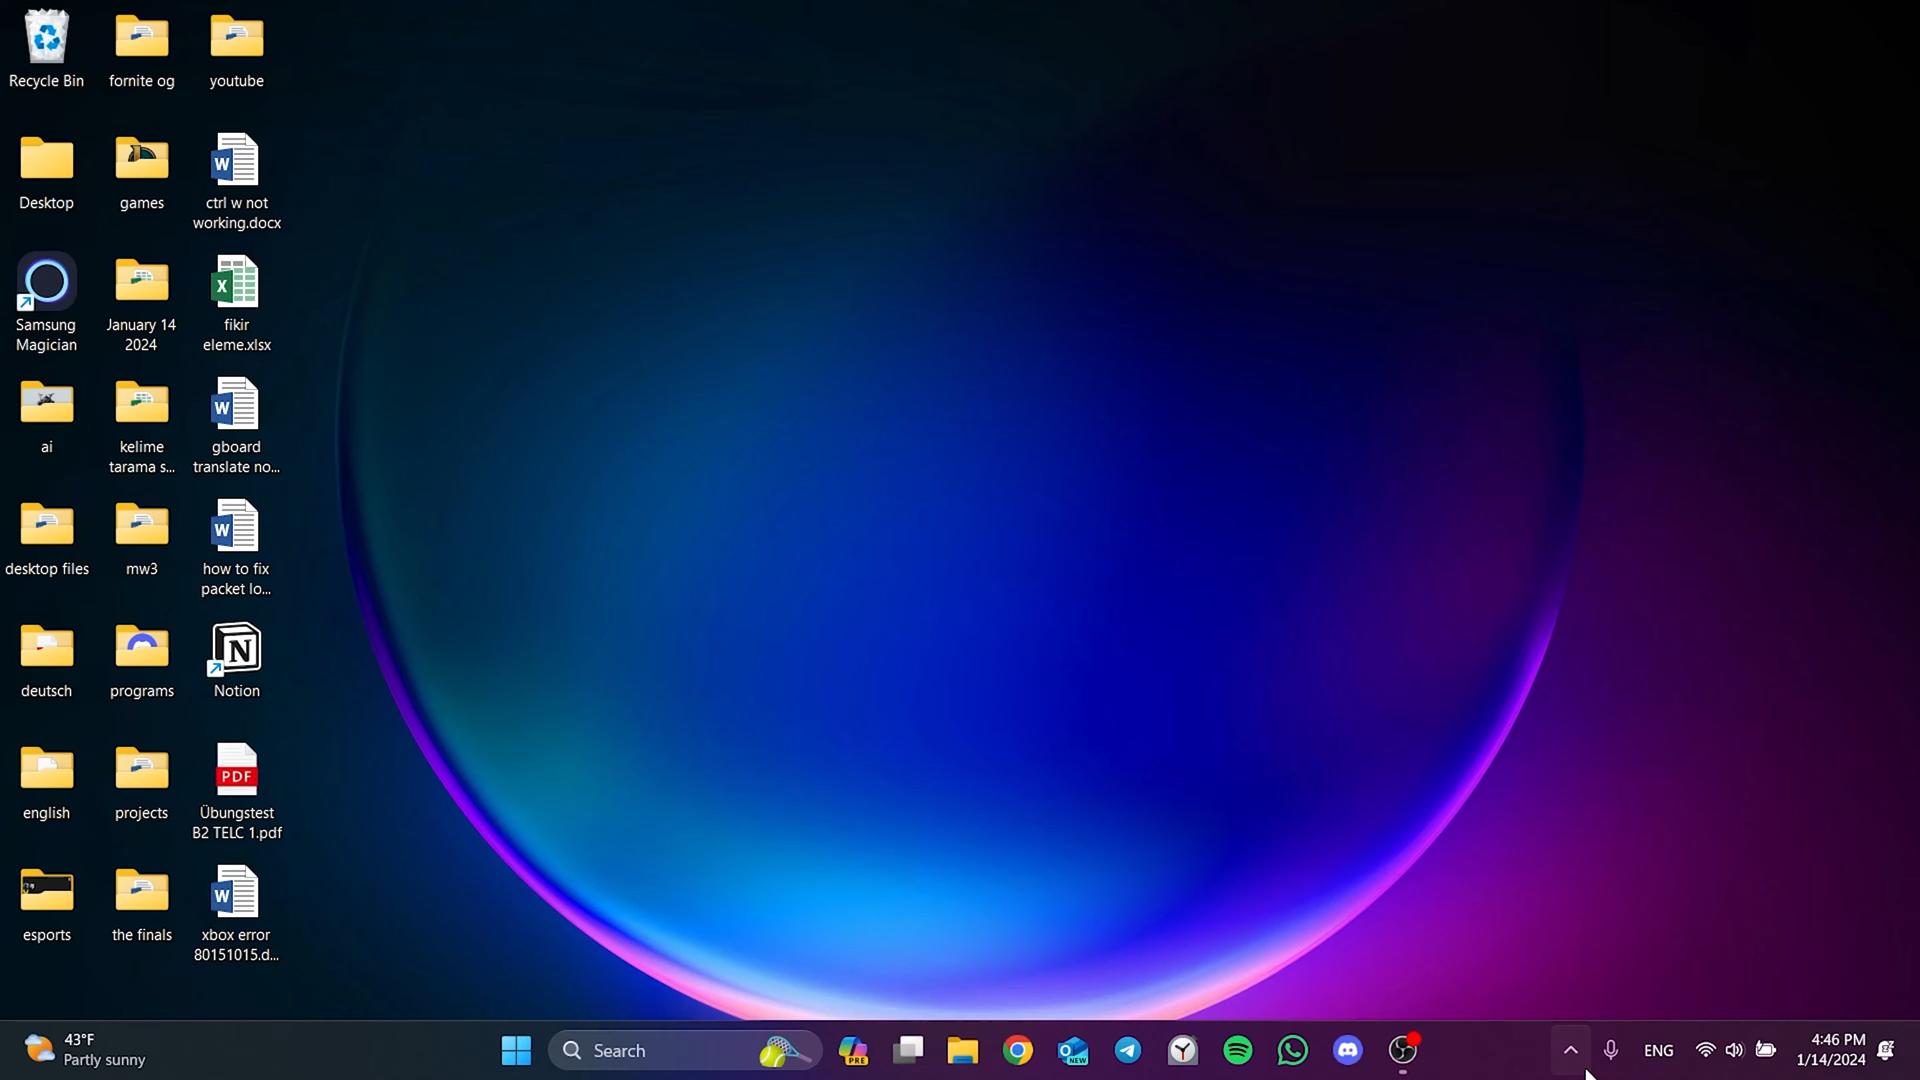 Recycle Bin
fornite og
youtube
Desktop
games
ctrl w not
working.docx
Samsung
Magician
January 14
2024
fikir
eleme.xlsx
ai
kelime
tarama s...
gboard
translate no...
desktop files
mw3
how to fix
packet lo...
deutsch
programs
Notion
english
projects
PDF
Übungstest
B2 TELC 1.pdf
esports
the finals
xbox error
80151015.d...
43°F
Partly sunny
Search
PRE
NEW
ENG
4:46 PM
1/14/2024